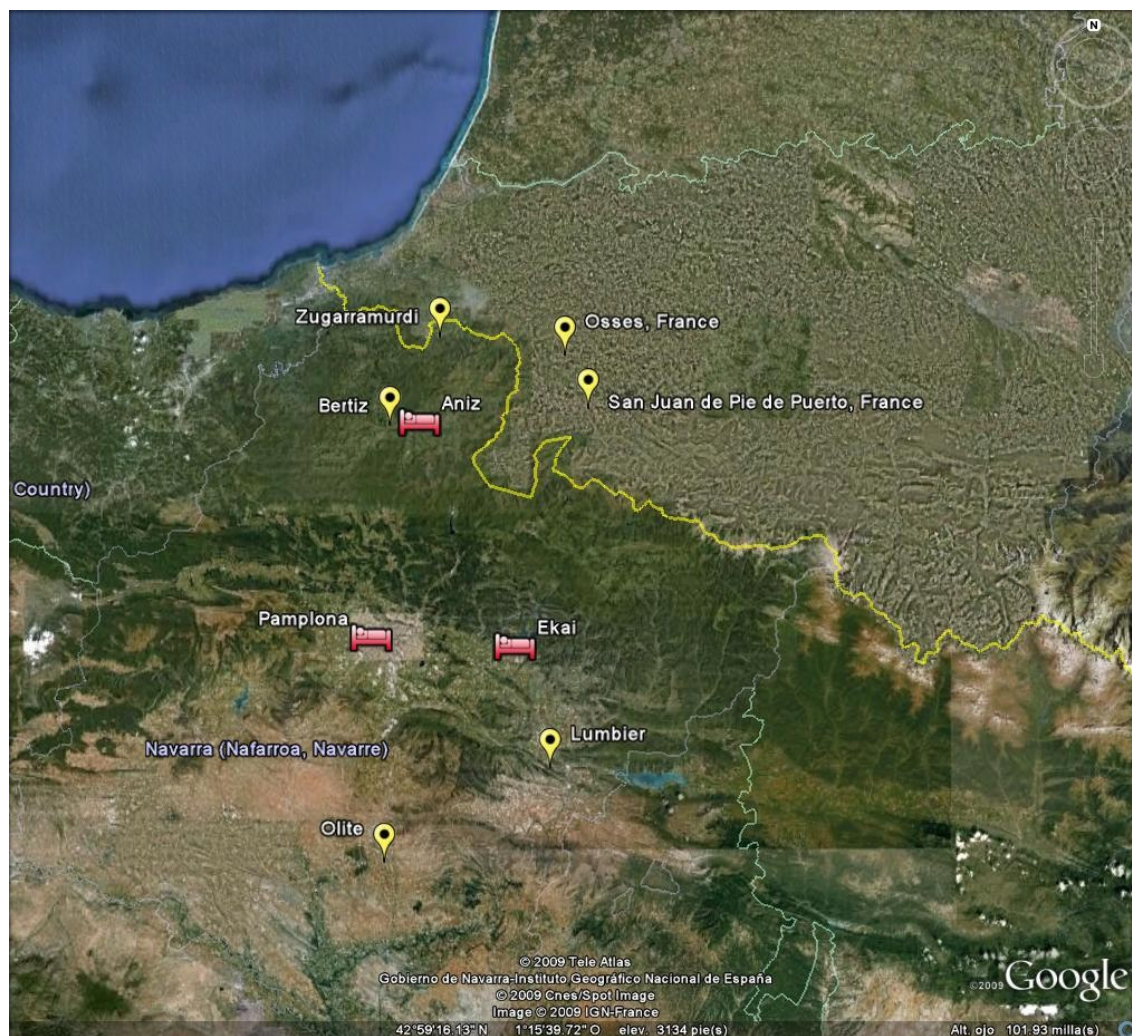 N
Zugarramurdi
Osses, France
Bertiz
Aniz
San Juan de Pie de Puerto, France
Country)
Pamplona
Ekai
Lumbier
Navarra (Nafarroa, Navarre)
Olite
© 2009 Tele Atlas
Gobierno de Navarra-Instituto Geográfico Nacional de España
© 2009 Cnes/Spot Image
Image © 2009 IGN-France
©2009 Google
42°59'16.13" N 1°15'39.72" O elev. 3134 pie(s) Alt. ojo 101.93 milla(s)